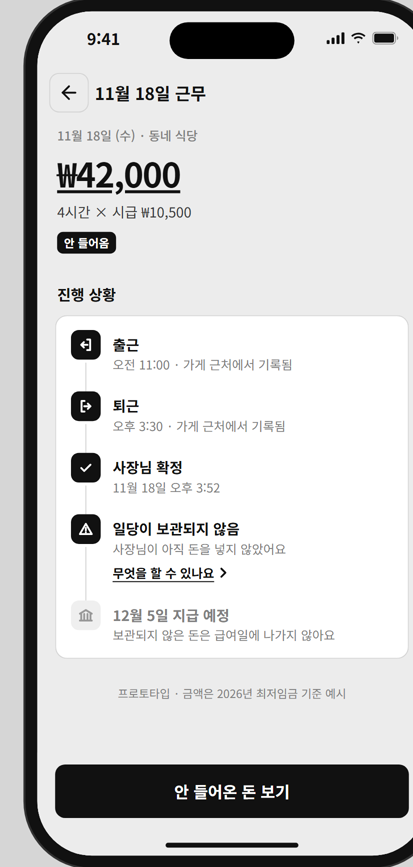 9:41
11월 18일 근무
11월 18일 (수) · 동네 식당
₩42,000
4시간 × 시급 ₩10,500
안 들어옴
진행 상황
출근
오전 11:00 · 가게 근처에서 기록됨
퇴근
오후 3:30 · 가게 근처에서 기록됨
사장님 확정
11월 18일 오후 3:52
일당이 보관되지 않음
사장님이 아직 돈을 넣지 않았어요
무엇을 할 수 있나요
12월 5일 지급 예정
보관되지 않은 돈은 급여일에 나가지 않아요
프로토타입 · 금액은 2026년 최저임금 기준 예시
안 들어온 돈 보기